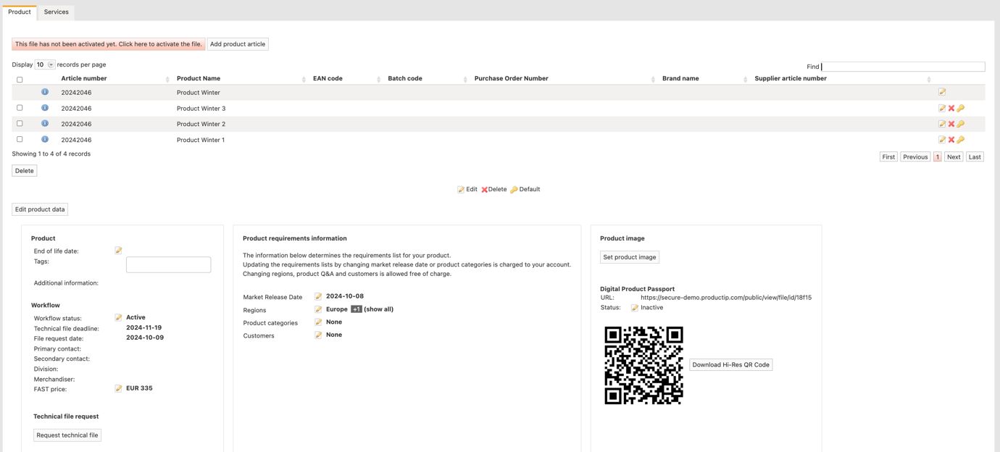 Product Services
This file has not been activated yet. Click here to activate the file. Add product article
Display 10 records per page
Find
Article number Product Name EAN code Batch code Purchase Order Number Brand name Supplier article number
20242046 Product Winter
20242046 Product Winter 3
20242046 Product Winter 2
20242046 Product Winter 1
Showing 1 to 4 of 4 records
First Previous 1 Next Last
Delete
Edit Delete Default
Edit product data
Product
End of life date:
Tags:
Additional information:
Workflow
Workflow status: Active
Technical file deadline: 2024-11-19
File request date: 2024-10-09
Primary contact:
Secondary contact:
Division:
Merchandiser:
FAST price: EUR 335
Technical file request
Request technical file
Product requirements information
The information below determines the requirements list for your product.
Updating the requirements lists by changing market release date or product categories is charged to your account.
Changing regions, product Q&A and customers is allowed free of charge.
Market Release Date 2024-10-08
Regions Europe +1 (show all)
Product categories None
Customers None
Product image
Set product image
Digital Product Passport
URL: https://secure-demo.productip.com/public/view/file/id/18f15
Status: Inactive
Download Hi-Res QR Code